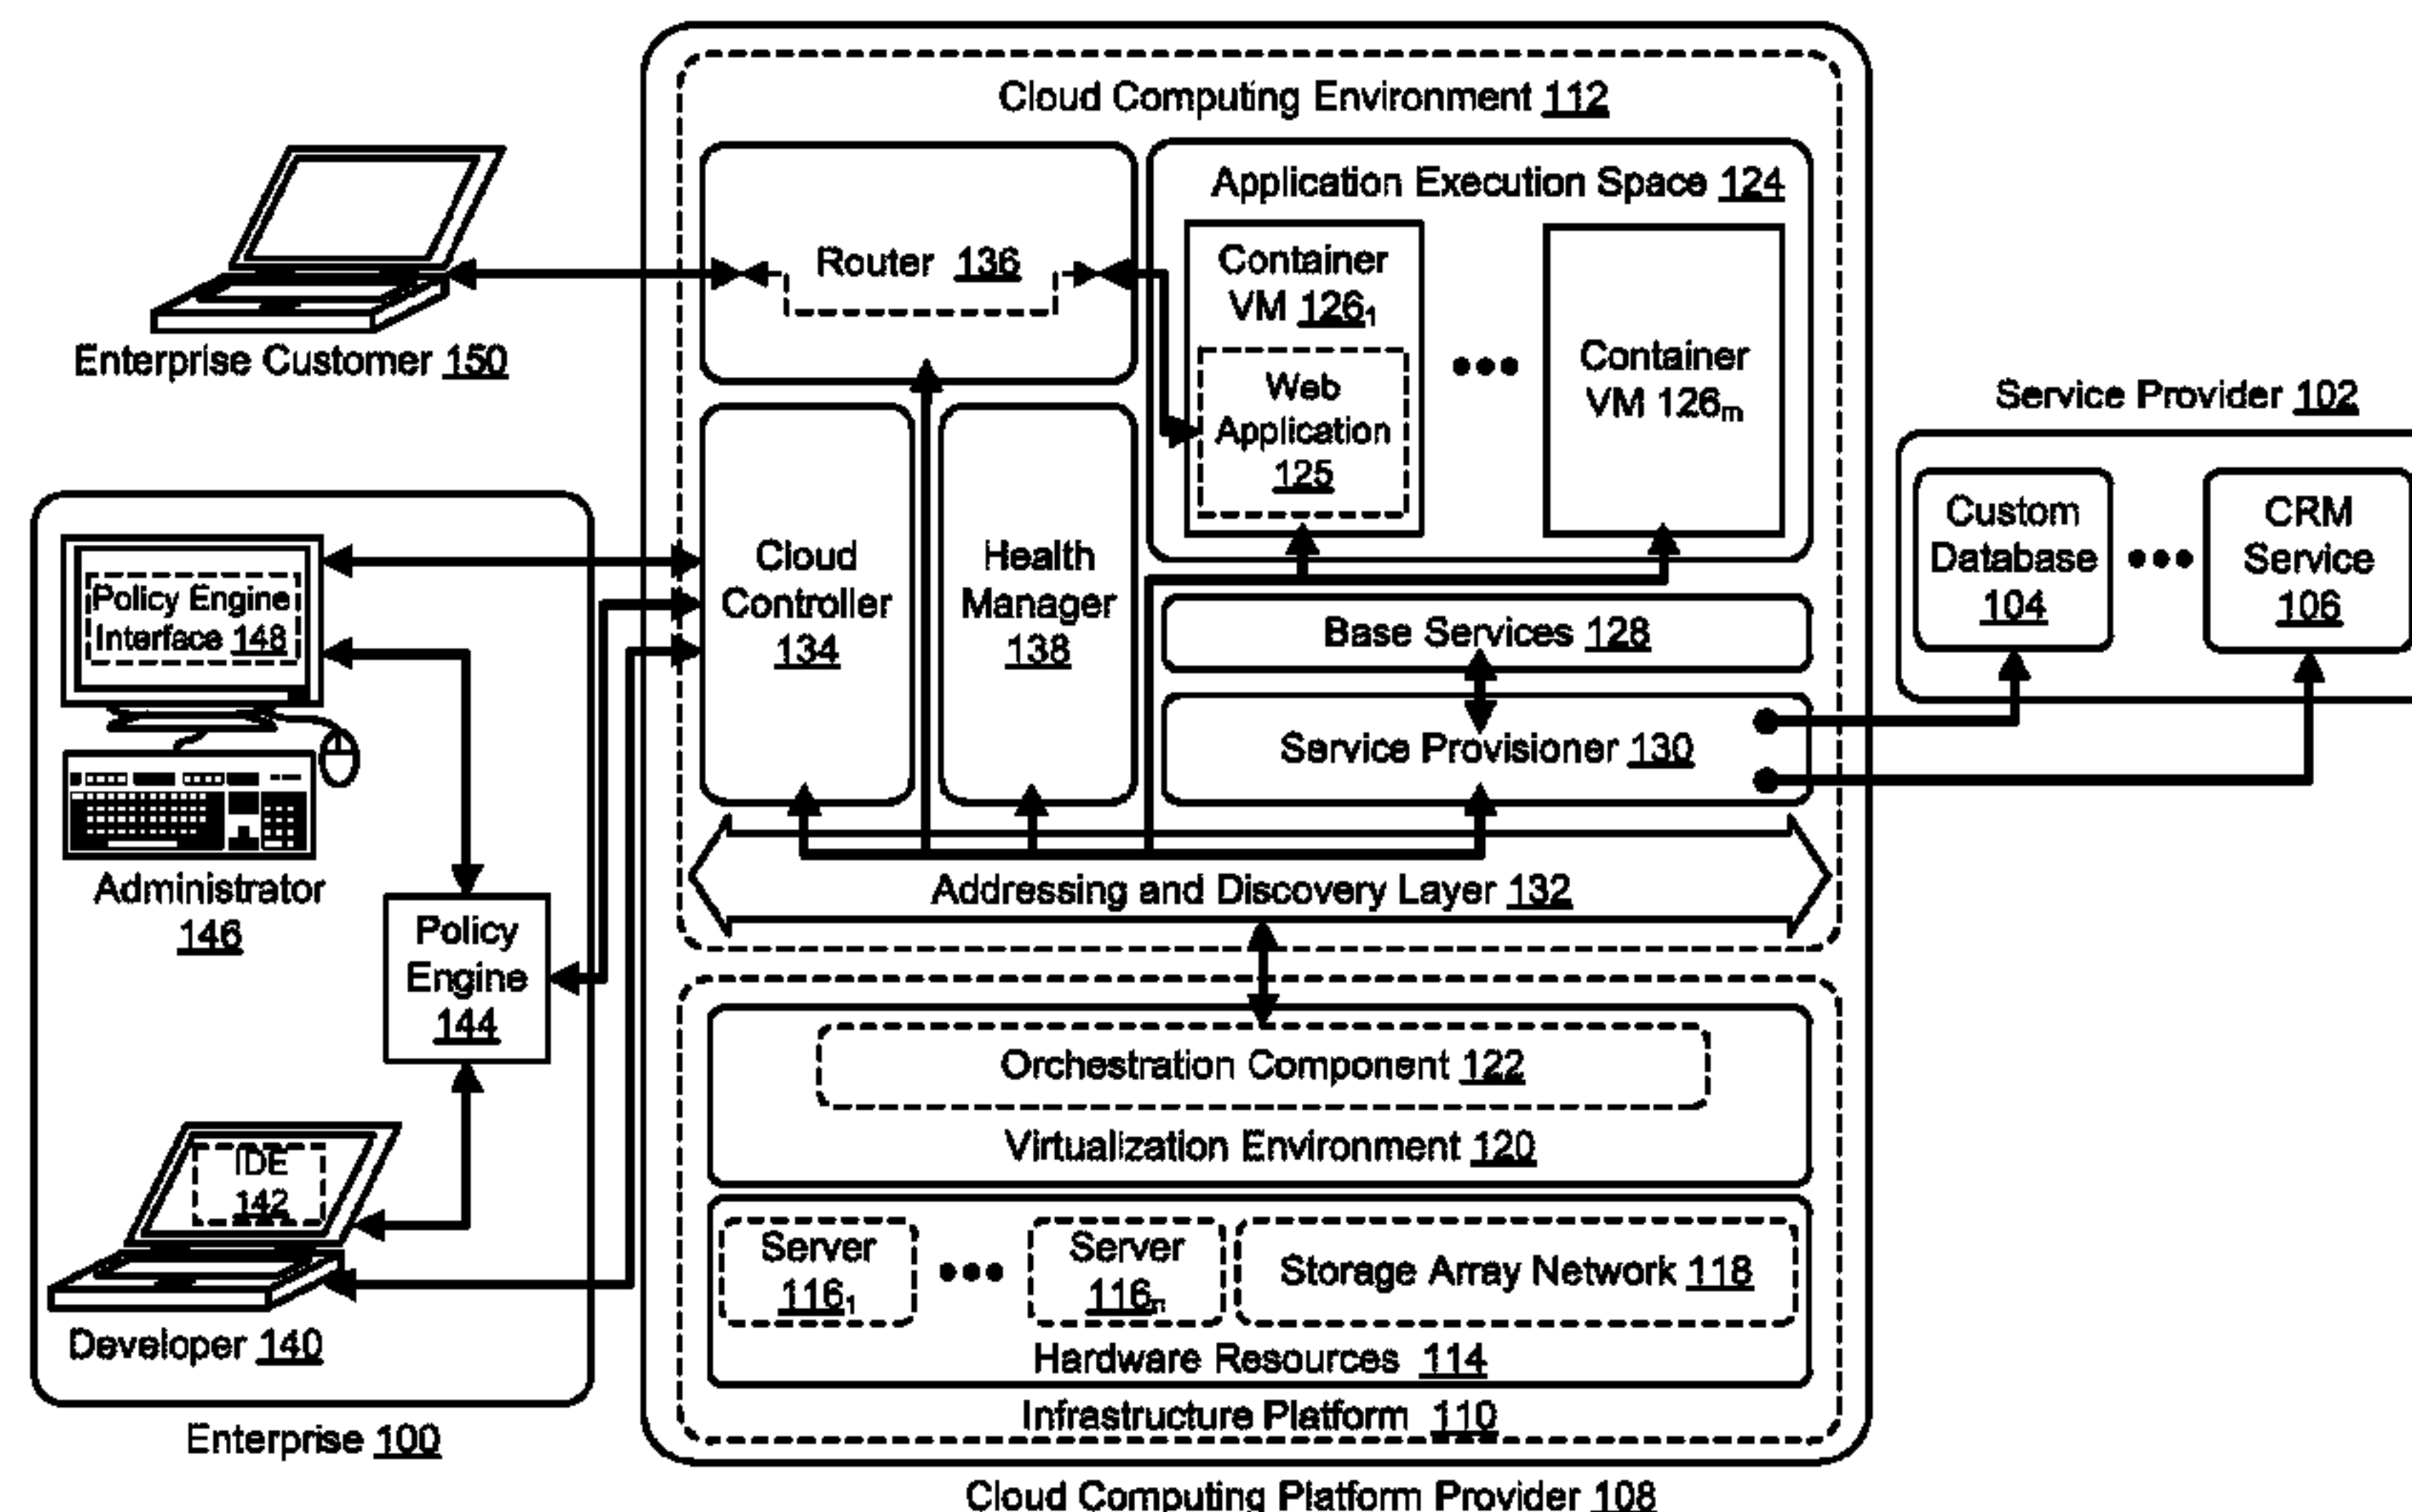 Cloud Computing Environment 112
Application Execution Space 124
Router 136
Container
VM 126₁
Web
Application
125
Container
VM 126ₘ
Enterprise Customer 150
Service Provider 102
Custom
Database
104
CRM
Service
106
Policy Engine
Interface 148
Cloud
Controller
134
Health
Manager
138
Base Services 128
Service Provisioner 130
Administrator
146
Addressing and Discovery Layer 132
Policy
Engine
144
Orchestration Component 122
Virtualization Environment 120
IDE
142
Server
116₁
Server
116ₙ
Storage Array Network 118
Developer 140
Hardware Resources 114
Infrastructure Platform 110
Enterprise 100
Cloud Computing Platform Provider 108